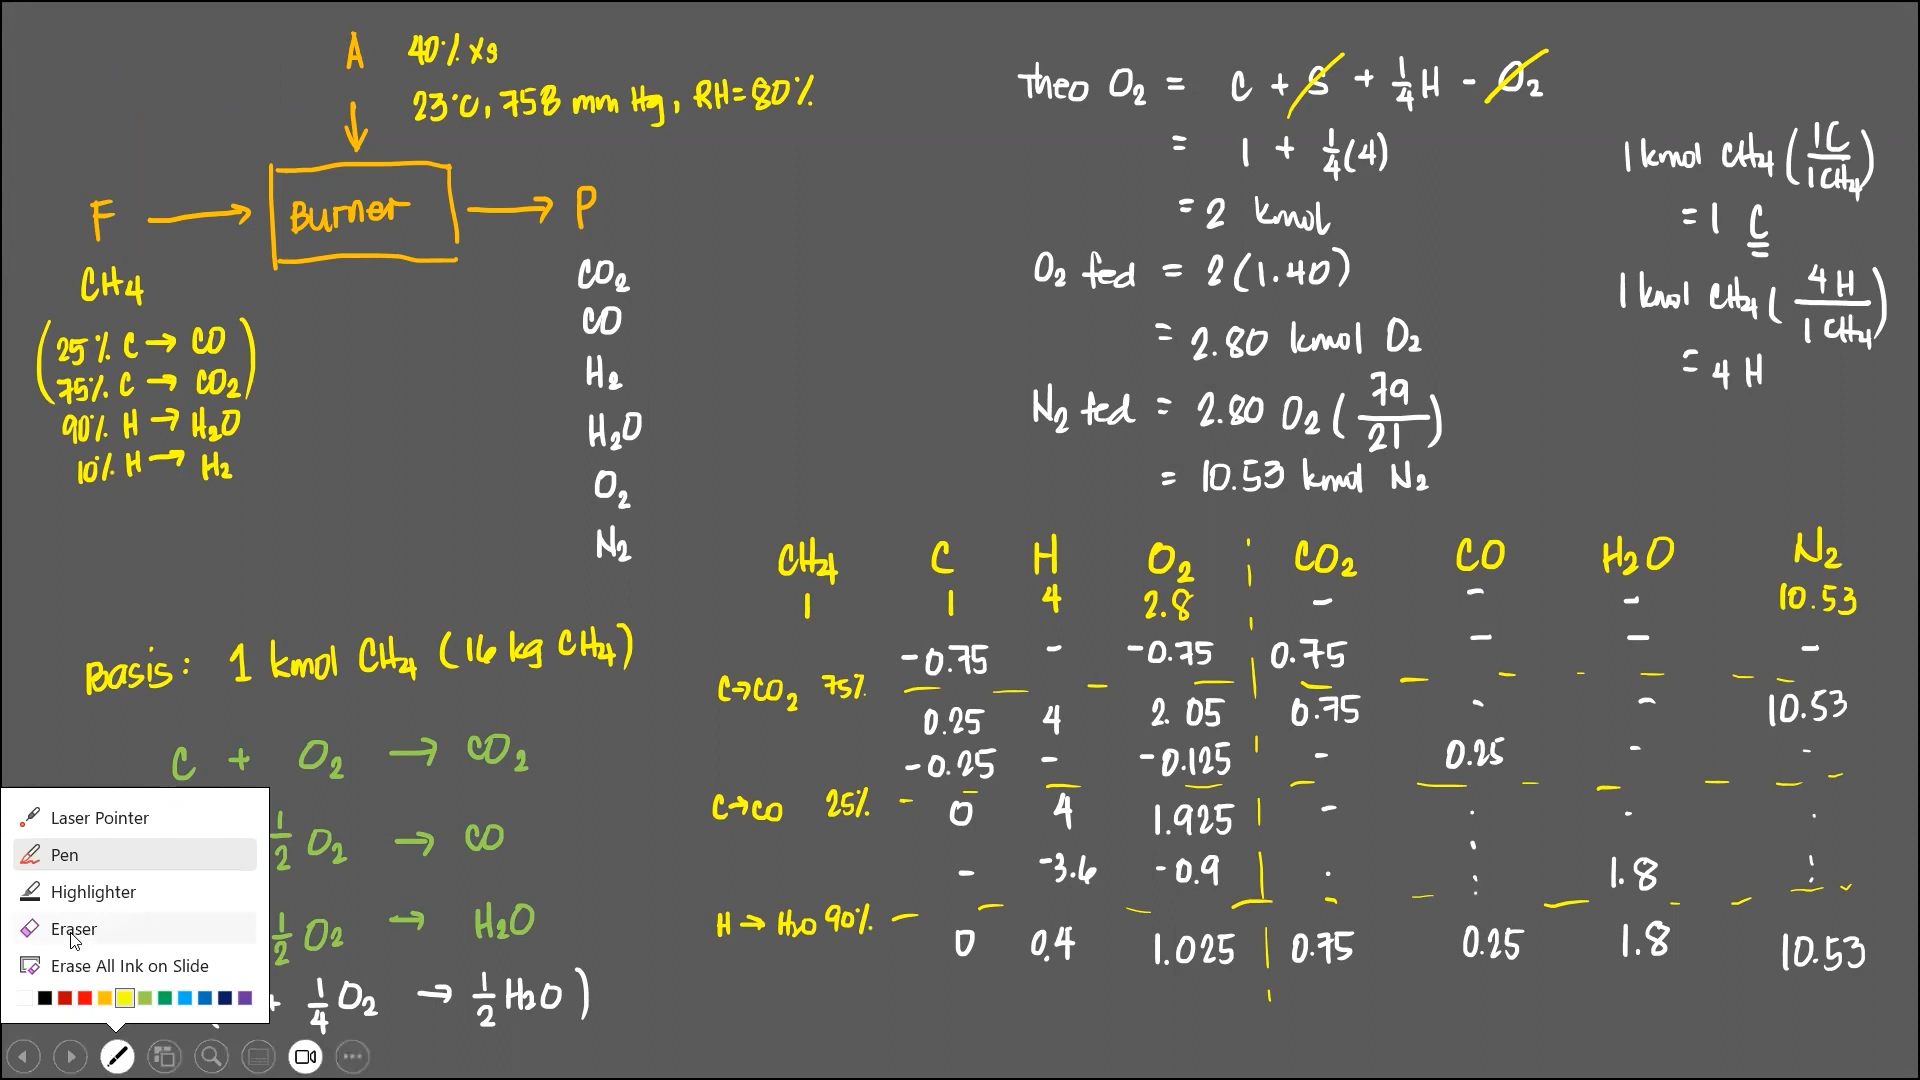 A 40% xs
23°C, 758 mm Hg, RH = 80%
F → Burner → P
CH4
(25% C → CO
75% C → CO2)
90% H → H2O
10% H → H2
CO2
CO
H2
H2O
O2
N2
Basis: 1 kmol CH4 (16 kg CH4)
C + O2 → CO2
1/2 O2 → CO
1/2 O2 → H2O
+ 1/4 O2 → 1/2 H2O)
theo O2 = C + S + 1/4 H - O2
= 1 + 1/4(4)
= 2 kmol
O2 fed = 2(1.40)
= 2.80 kmol O2
N2 fed = 2.80 O2 (79/21)
= 10.53 kmol N2
1 kmol CH4 (1C/1CH4)
= 1 C
1 kmol CH4 (4H/1CH4)
= 4 H
CH4 C H O2 CO2 CO H2O N2
1 1 4 2.8 - - - 10.53
-0.75 - -0.75 0.75 - - -
C→CO2 75%
0.25 4 2.05 0.75 - - 10.53
-0.25 - -0.125 - 0.25 - -
C→CO 25%
0 4 1.925 - . . .
- -3.6 -0.9 . : 1.8 :
H → H2O 90%
0 0.4 1.025 0.75 0.25 1.8 10.53
Laser Pointer
Pen
Highlighter
Eraser
Erase All Ink on Slide